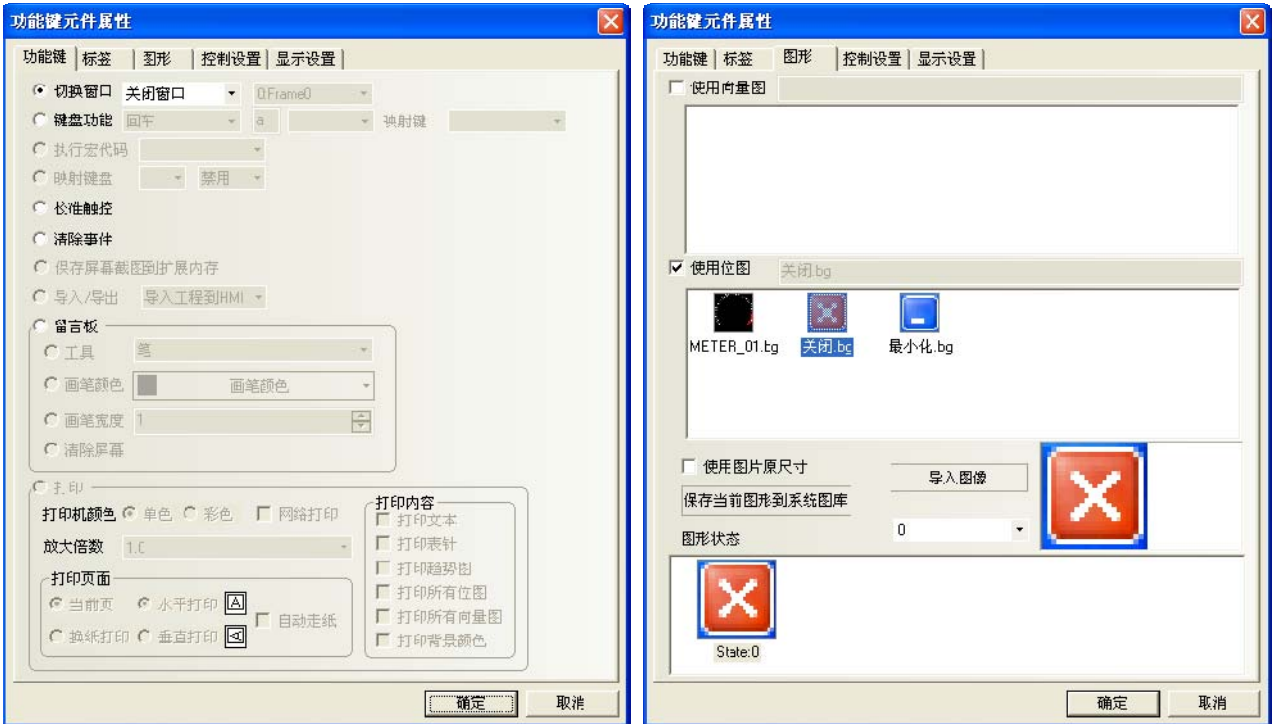 功能键元件属性
功能键 标签 图形 控制设置 显示设置
切换窗口 关闭窗口 0.Frame0
键盘功能 回车 a 映射键
执行宏代码
映射键盘 禁用
校准触控
清除事件
保存屏幕截图到扩展内存
导入/导出 导入工程到HMI
留言板
工具 笔
画笔颜色 画笔颜色
画笔宽度 1
清除屏幕
打印
打印机颜色 单色 彩色 网络打印
放大倍数 1.0
打印页面
当前页 水平打印 A
换纸打印 垂直打印 A
自动走纸
打印内容
打印文本
打印表针
打印趋势图
打印所有位图
打印所有向量图
打印背景颜色
确定 取消
功能键元件属性
功能键 标签 图形 控制设置 显示设置
使用向量图
使用位图 关闭.bg
METER_01.bg 关闭.bg 最小化.bg
使用图片原尺寸 导入图像
保存当前图形到系统图库
图形状态 0
State:0
确定 取消